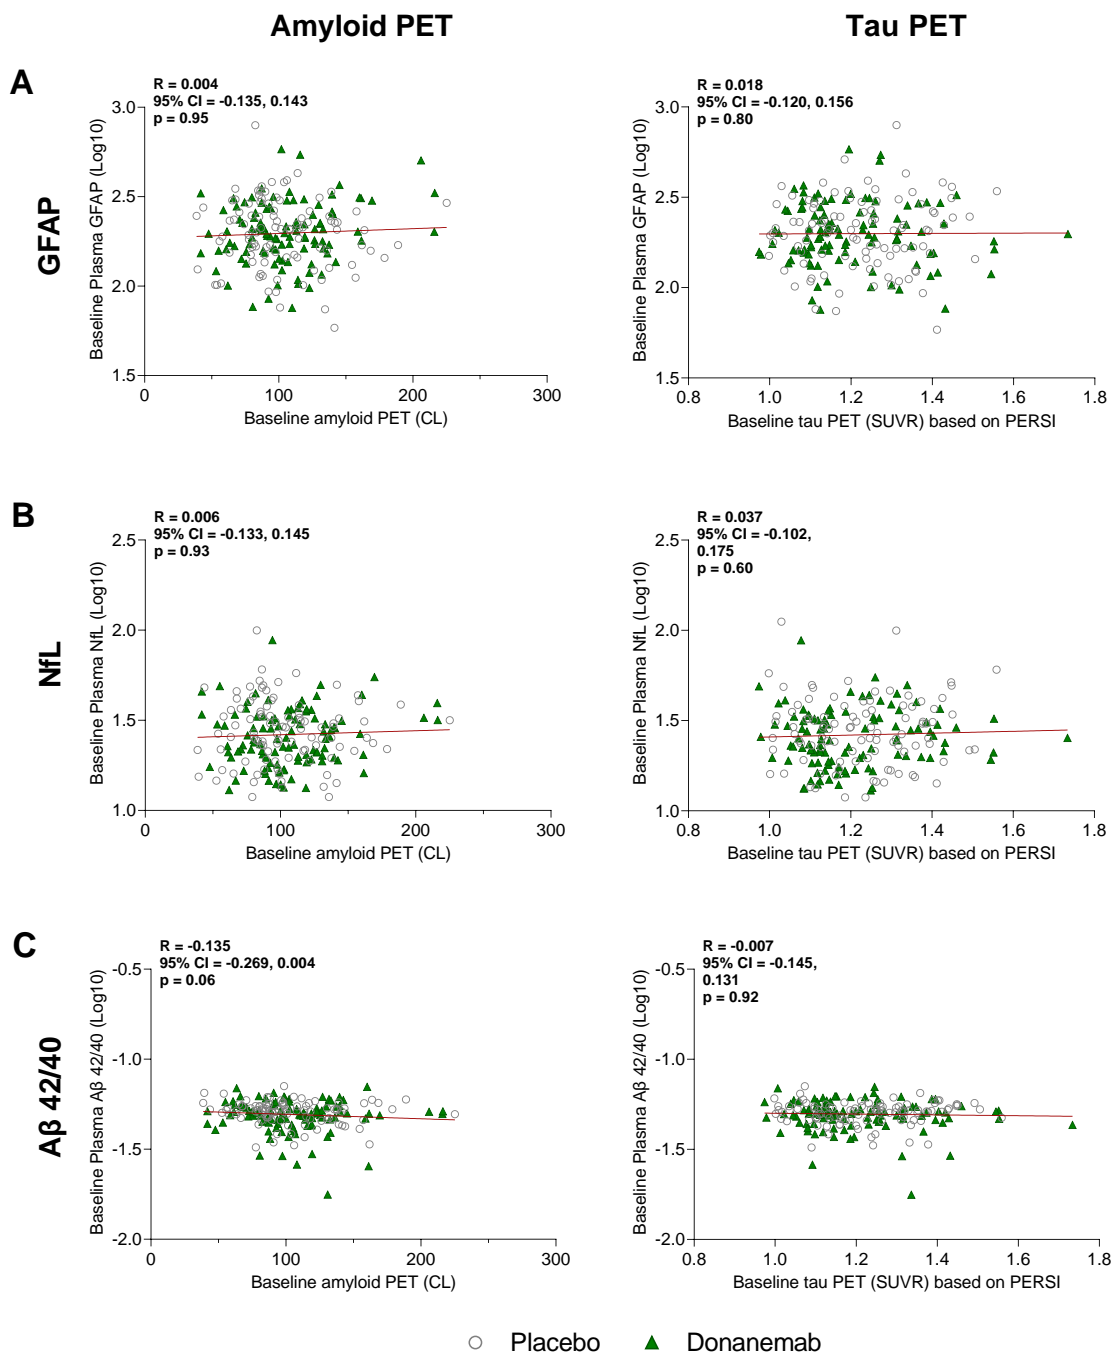 Amyloid PET
Tau PET
A
GFAP
R = 0.004
95% CI = -0.135, 0.143
p = 0.95
Baseline Plasma GFAP (Log10)
3.0
2.5
2.0
1.5
0
100
200
300
Baseline amyloid PET (CL)
R = 0.018
95% CI = -0.120, 0.156
p = 0.80
Baseline Plasma GFAP (Log10)
3.0
2.5
2.0
1.5
0.8
1.0
1.2
1.4
1.6
1.8
Baseline tau PET (SUVR) based on PERSI
B
NfL
R = 0.006
95% CI = -0.133, 0.145
p = 0.93
Baseline Plasma NfL (Log10)
2.5
2.0
1.5
1.0
0
100
200
300
Baseline amyloid PET (CL)
R = 0.037
95% CI = -0.102,
0.175
p = 0.60
Baseline Plasma NfL (Log10)
2.5
2.0
1.5
1.0
0.8
1.0
1.2
1.4
1.6
1.8
Baseline tau PET (SUVR) based on PERSI
C
Aβ 42/40
R = -0.135
95% CI = -0.269, 0.004
p = 0.06
Baseline Plasma Aβ 42/40 (Log10)
-0.5
-1.0
-1.5
-2.0
0
100
200
300
Baseline amyloid PET (CL)
R = -0.007
95% CI = -0.145,
0.131
p = 0.92
Baseline Plasma Aβ 42/40 (Log10)
-0.5
-1.0
-1.5
-2.0
0.8
1.0
1.2
1.4
1.6
1.8
Baseline tau PET (SUVR) based on PERSI
Placebo
Donanemab